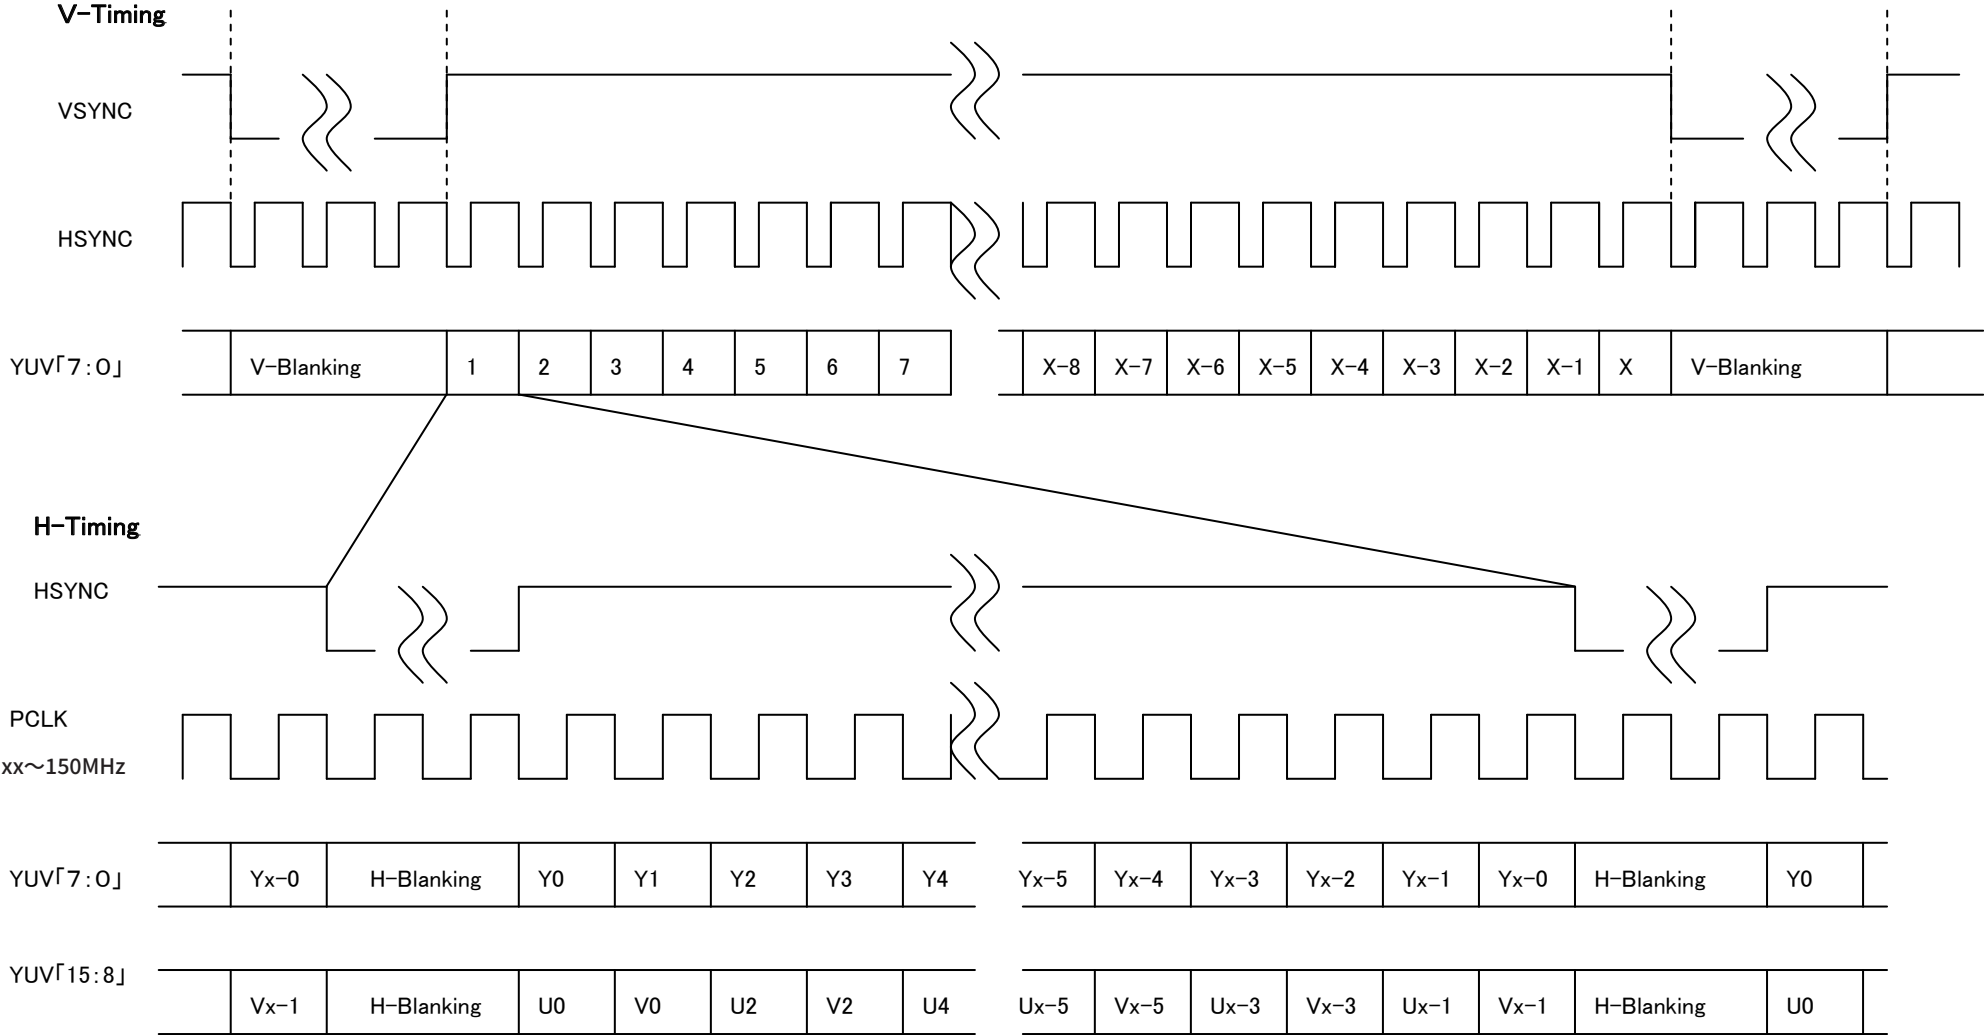 V-Timing
VSYNC
HSYNC
YUV「7:0」 V-Blanking 1 2 3 4 5 6 7 X-8 X-7 X-6 X-5 X-4 X-3 X-2 X-1 X V-Blanking
H-Timing
HSYNC
PCLK
xx～150MHz
YUV「7:0」 Yx-0 H-Blanking Y0 Y1 Y2 Y3 Y4 Yx-5 Yx-4 Yx-3 Yx-2 Yx-1 Yx-0 H-Blanking Y0
YUV「15:8」 Vx-1 H-Blanking U0 V0 U2 V2 U4 Ux-5 Vx-5 Ux-3 Vx-3 Ux-1 Vx-1 H-Blanking U0